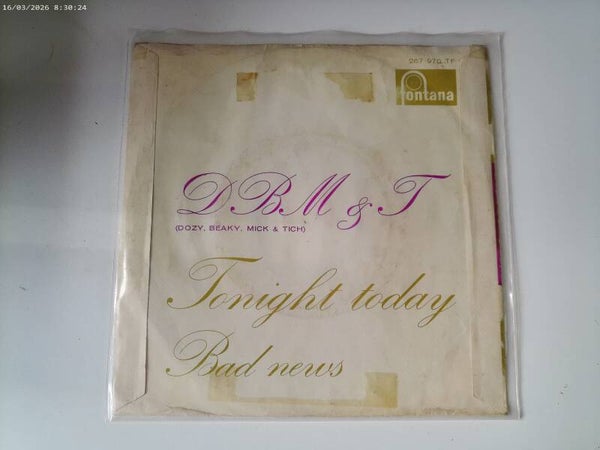 16/03/2026 8:30:24
267 970 TF
fontana
DBM & T
(DOZY, BEAKY, MICK & TICH)
Tonight today
Bad news